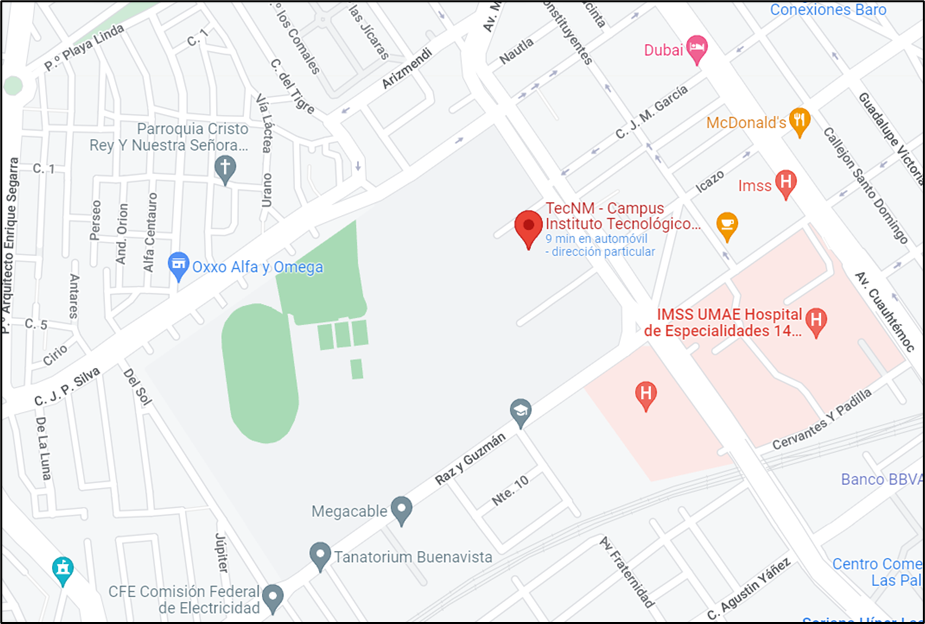 Conexiones Baro
P.º Playa Linda
C. 1
P.º los Comales
las Jícaras
Arizmendi
Av. N
Nautla
Constituyentes
cinta
Dubai
C. del Tigre
C. J. M. García
McDonald's
Guadalupe Victoria
Callejon Santo Domingo
Vía Láctea
Parroquia Cristo
Rey Y Nuestra Señora...
C. 1
Urano
Icazo
Imss
P.º Arquitecto Enrique Segarra
Perseo
And. Orion
Alfa Centauro
TecNM - Campus
Instituto Tecnológico...
9 min en automóvil
- dirección particular
Oxxo Alfa y Omega
Antares
Av. Cuauhtémoc
C. 5
IMSS UMAE Hospital
de Especialidades 14...
Cirio
C. J. P. Silva
Del Sol
De La Luna
Cervantes Y Padilla
Raz y Guzmán
Nte. 10
Banco BBVA
Megacable
Júpiter
Tanatorium Buenavista
Av Fraternidad
C. Agustin Yáñez
Centro Come
Las Pal
CFE Comisión Federal
de Electricidad